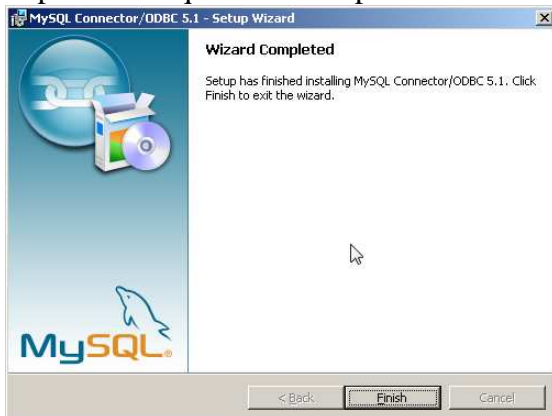 MySQL Connector/ODBC 5.1 - Setup Wizard
Wizard Completed
Setup has finished installing MySQL Connector/ODBC 5.1. Click
Finish to exit the wizard.
MySQL®
< Back Finish Cancel